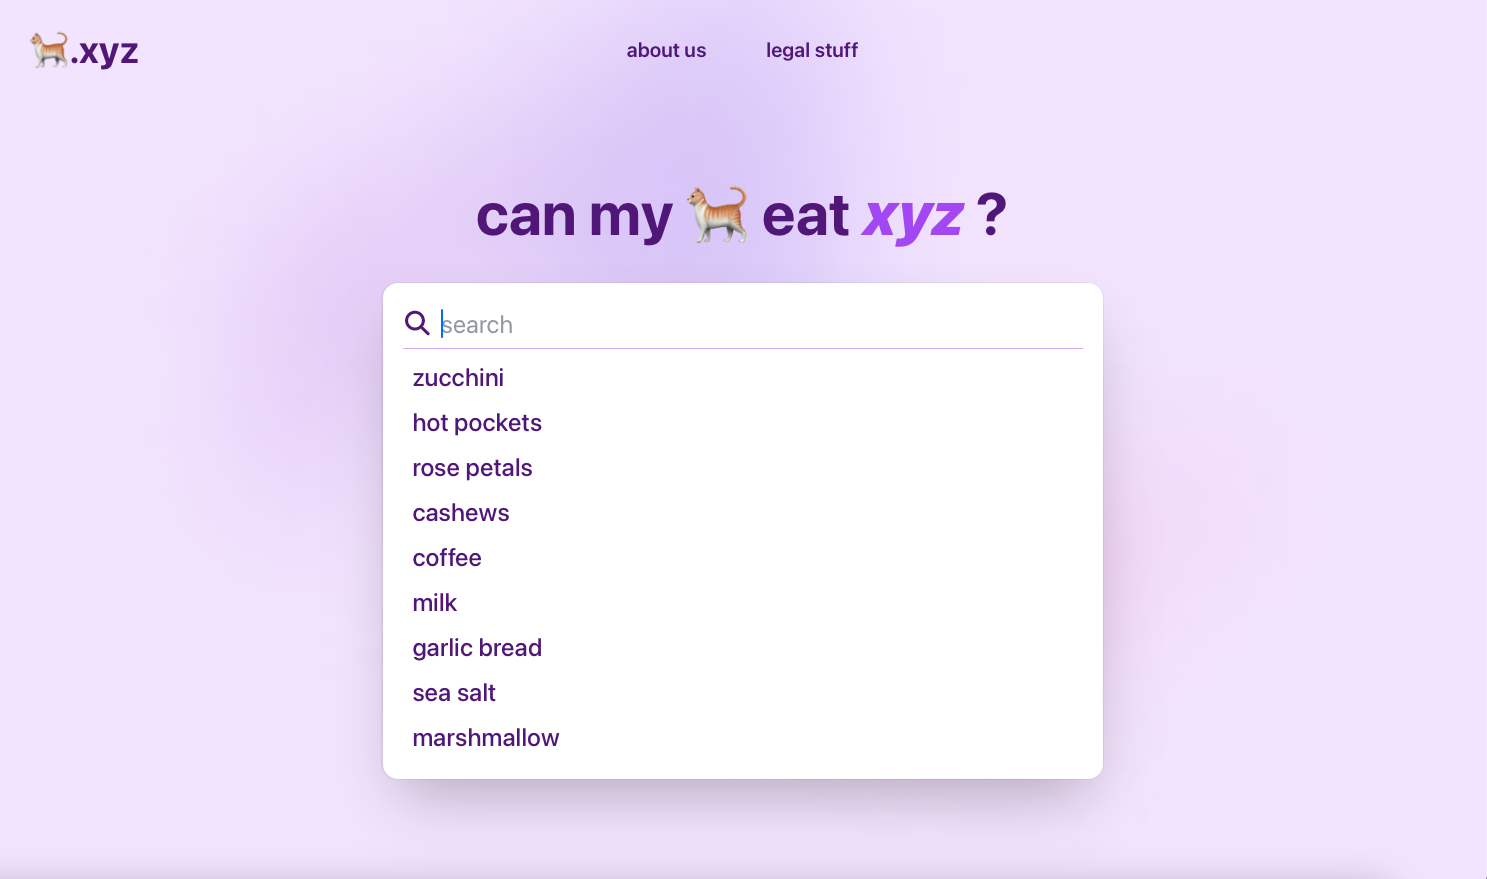 🐈.xyz
about us
legal stuff
can my 🐈 eat xyz ?
search
zucchini
hot pockets
rose petals
cashews
coffee
milk
garlic bread
sea salt
marshmallow